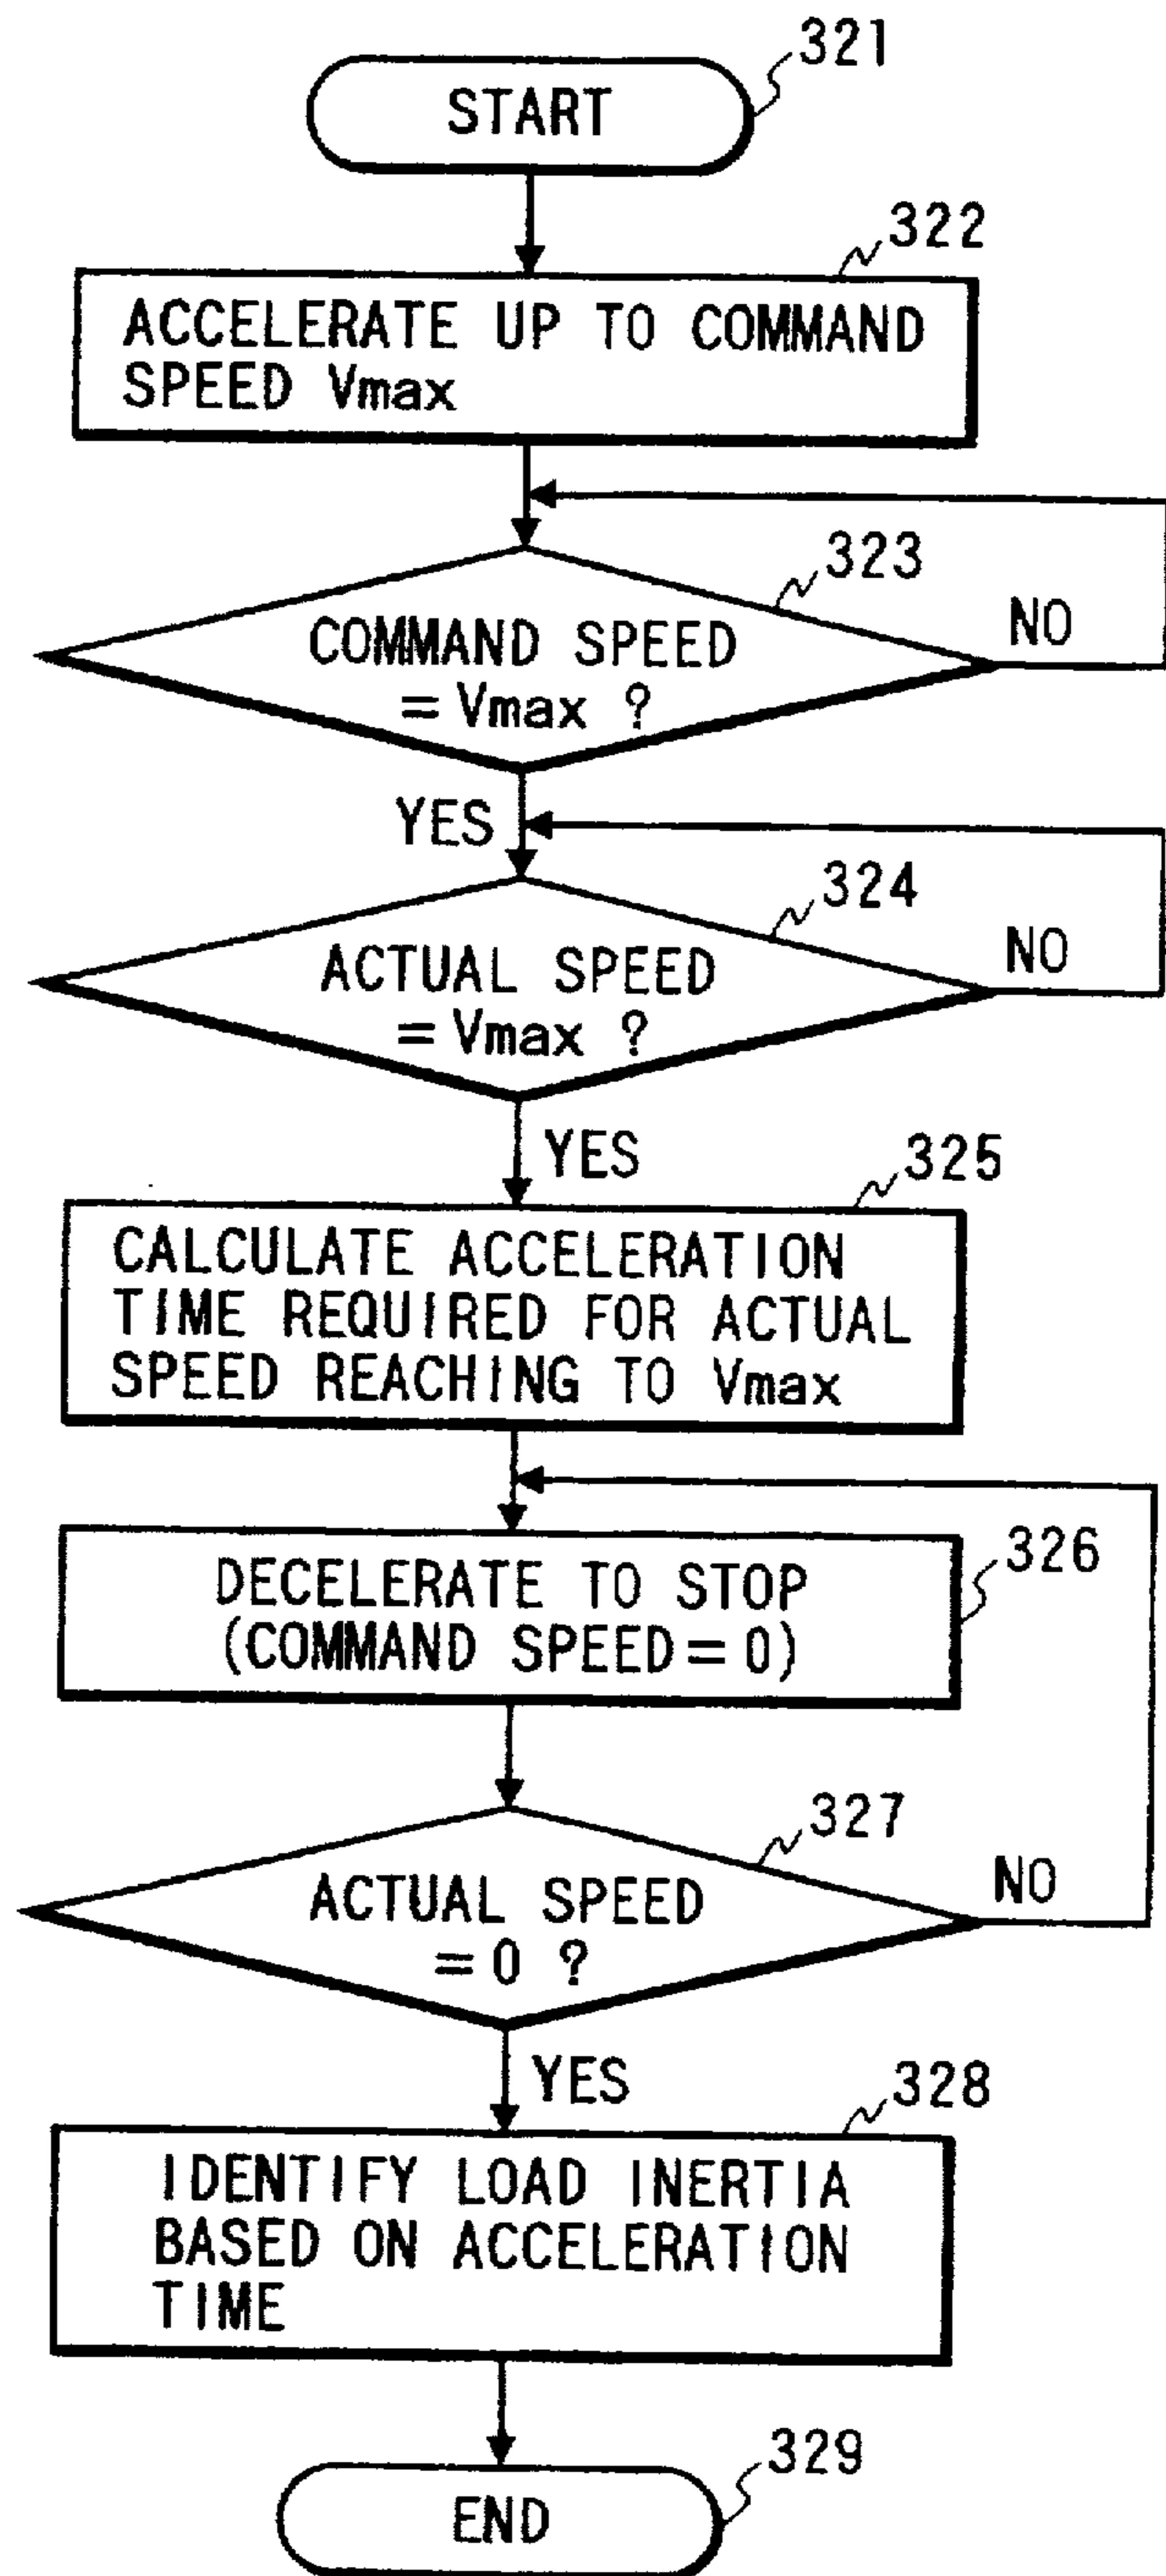 321
START
322
ACCELERATE UP TO COMMAND
SPEED Vmax
323
COMMAND SPEED
= Vmax ?
NO
YES
324
ACTUAL SPEED
= Vmax ?
NO
YES
325
CALCULATE ACCELERATION
TIME REQUIRED FOR ACTUAL
SPEED REACHING TO Vmax
326
DECELERATE TO STOP
(COMMAND SPEED = 0)
327
ACTUAL SPEED
= 0 ?
NO
YES
328
IDENTIFY LOAD INERTIA
BASED ON ACCELERATION
TIME
329
END